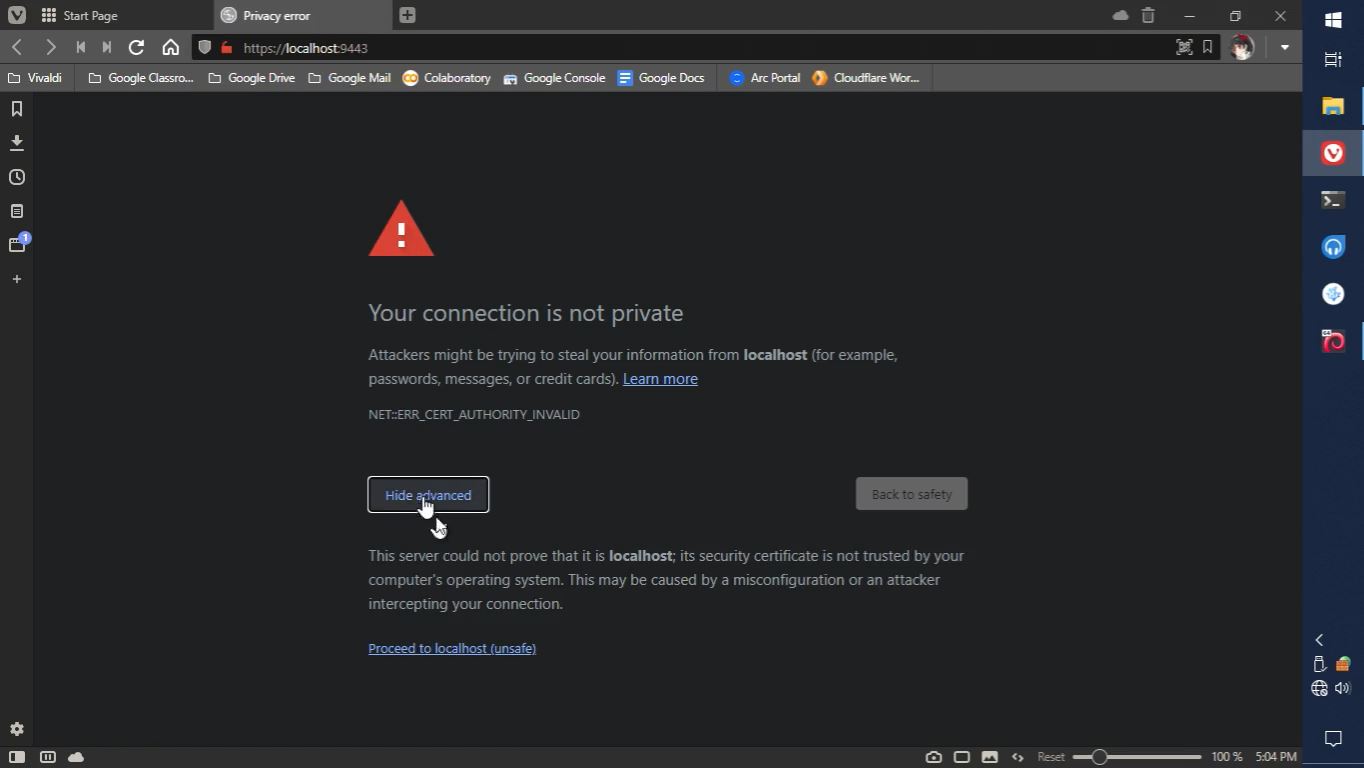 Start Page
Privacy error
https://localhost:9443
Vivaldi
Google Classro...
Google Drive
Google Mail
Colaboratory
Google Console
Google Docs
Arc Portal
Cloudflare Wor...
1
Your connection is not private
Attackers might be trying to steal your information from localhost (for example,
passwords, messages, or credit cards). Learn more
NET::ERR_CERT_AUTHORITY_INVALID
Hide advanced
Back to safety
This server could not prove that it is localhost; its security certificate is not trusted by your
computer's operating system. This may be caused by a misconfiguration or an attacker
intercepting your connection.
Proceed to localhost (unsafe)
Reset
100 %
5:04 PM